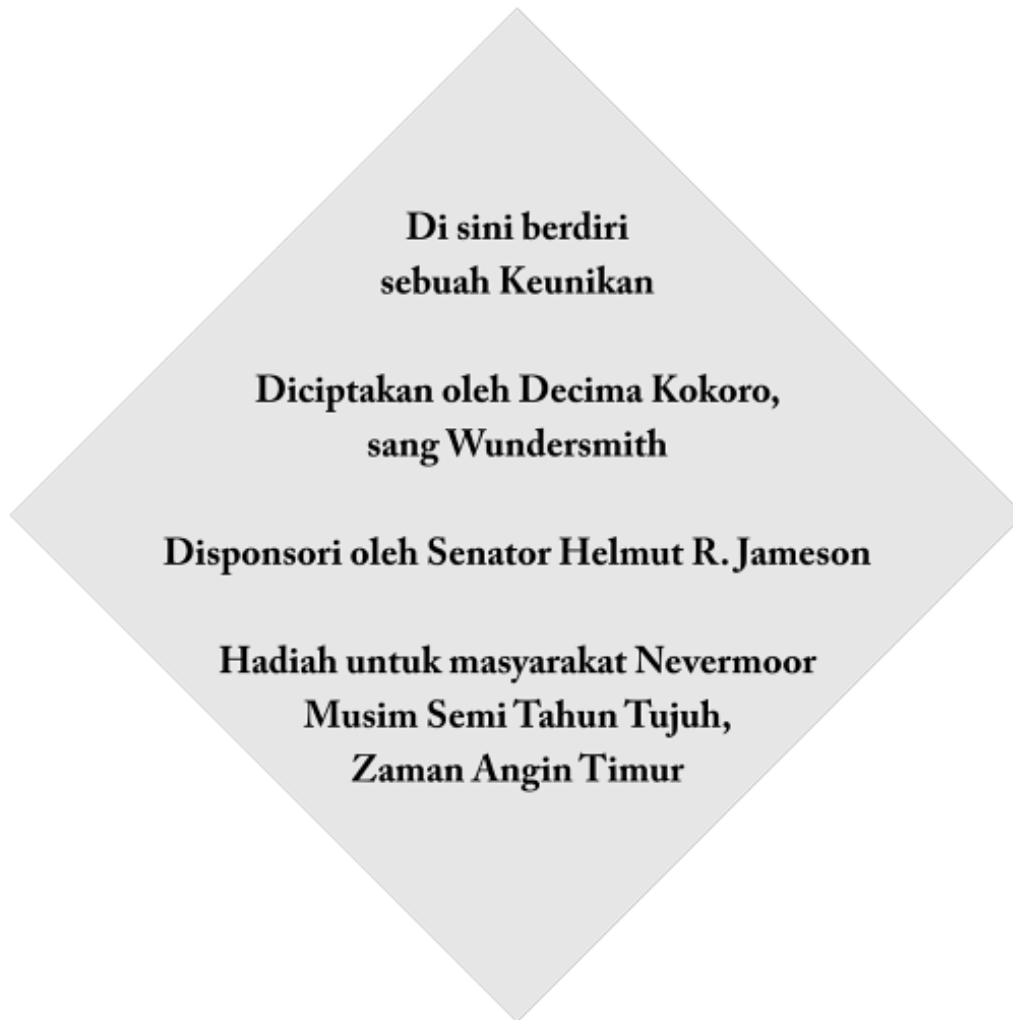 Di sini berdiri
sebuah Keunikan
Diciptakan oleh Decima Kokoro,
sang Wundersmith
Disponsori oleh Senator Helmut R. Jameson
Hadiah untuk masyarakat Nevermoor
Musim Semi Tahun Tujuh,
Zaman Angin Timur